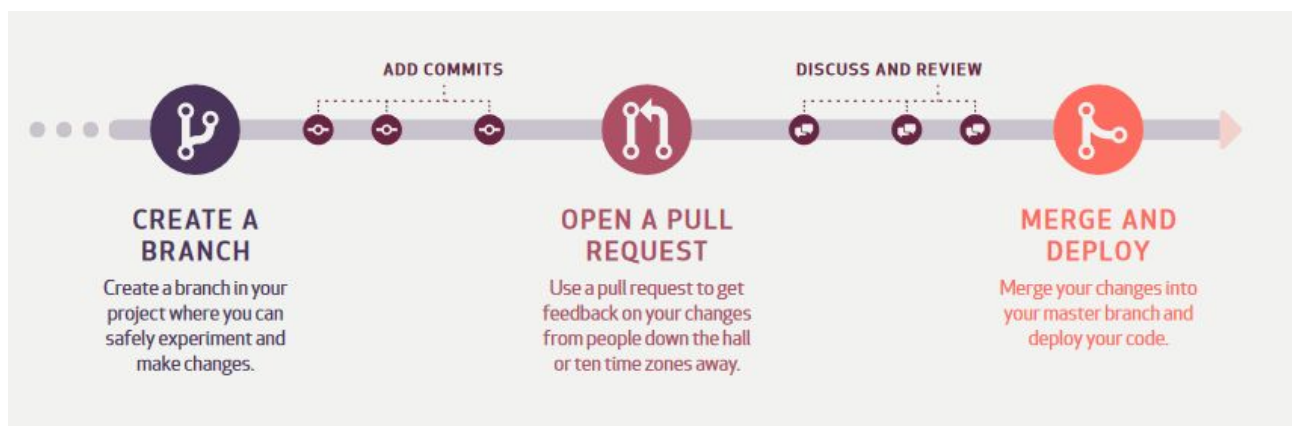 ADD COMMITS
DISCUSS AND REVIEW
CREATE A
BRANCH
Create a branch in your
project where you can
safely experiment and
make changes.
OPEN A PULL
REQUEST
Use a pull request to get
feedback on your changes
from people down the hall
or ten time zones away.
MERGE AND
DEPLOY
Merge your changes into
your master branch and
deploy your code.